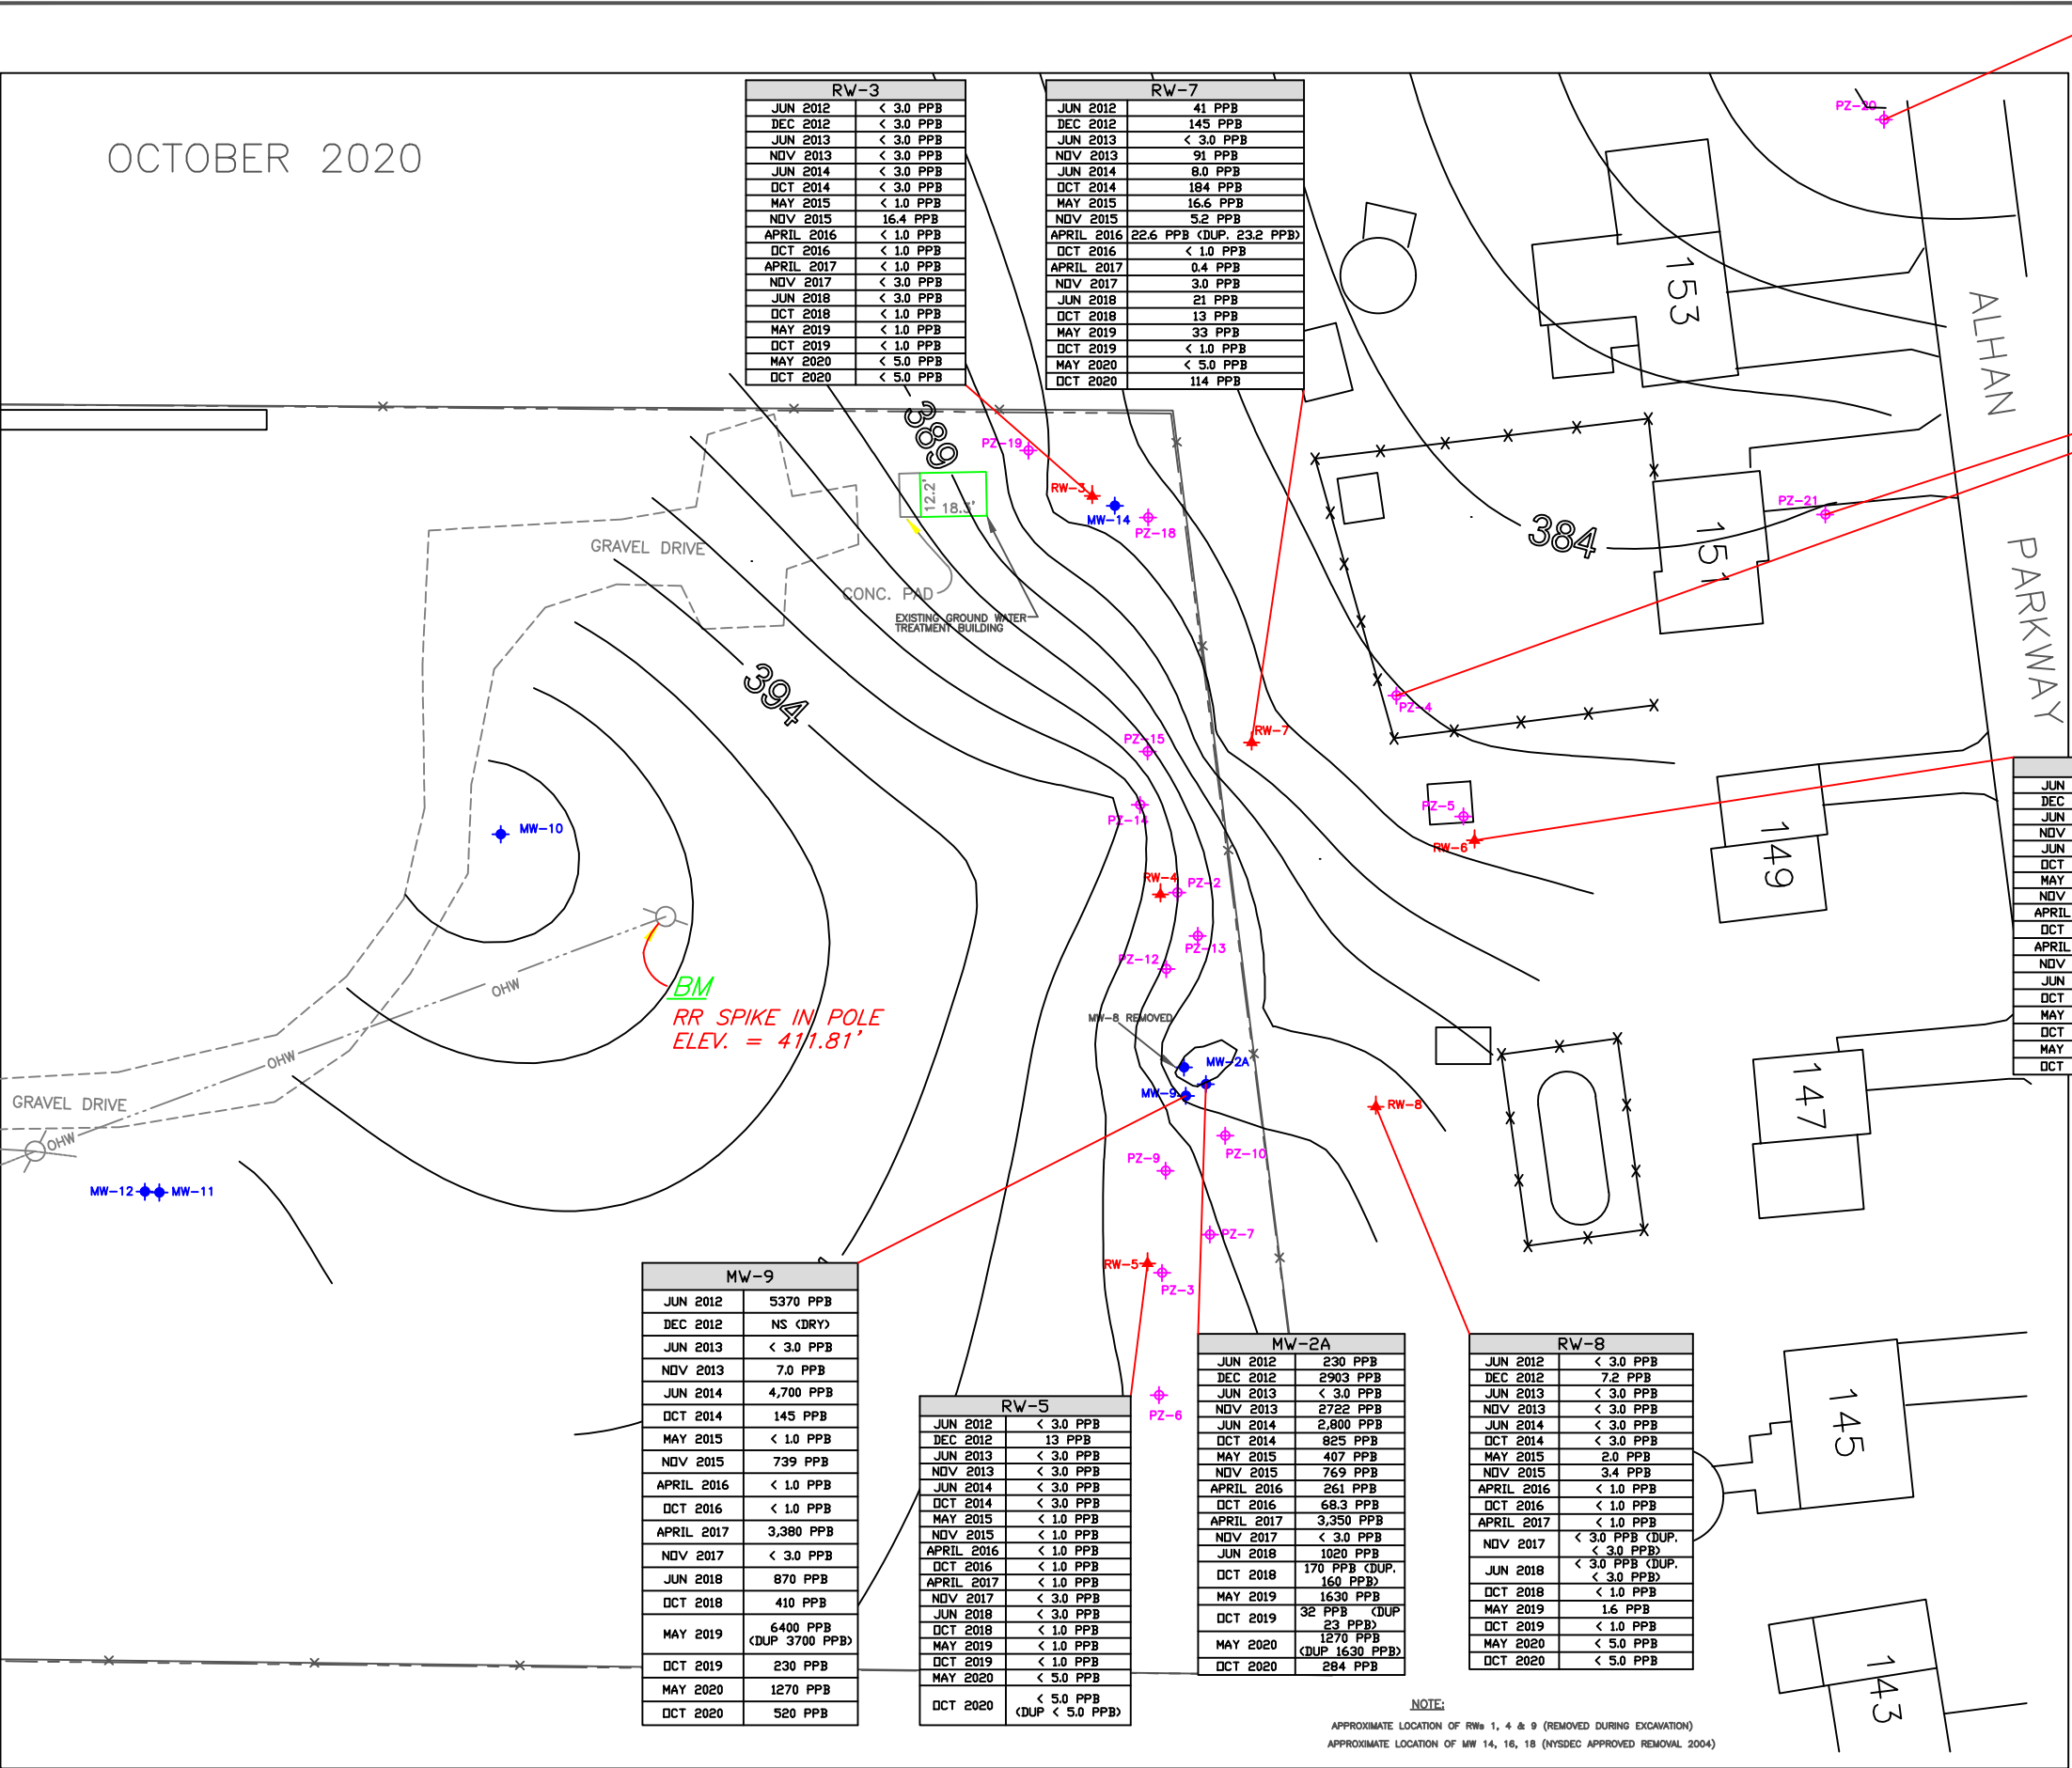 OCTOBER 2020
RW-3
JUN 2012 < 3.0 PPB
DEC 2012 < 3.0 PPB
JUN 2013 < 3.0 PPB
NOV 2013 < 3.0 PPB
JUN 2014 < 3.0 PPB
OCT 2014 < 3.0 PPB
MAY 2015 < 1.0 PPB
NOV 2015 16.4 PPB
APRIL 2016 < 1.0 PPB
OCT 2016 < 1.0 PPB
APRIL 2017 < 1.0 PPB
NOV 2017 < 3.0 PPB
JUN 2018 < 3.0 PPB
OCT 2018 < 1.0 PPB
MAY 2019 < 1.0 PPB
OCT 2019 < 1.0 PPB
MAY 2020 < 5.0 PPB
OCT 2020 < 5.0 PPB
RW-7
JUN 2012 41 PPB
DEC 2012 145 PPB
JUN 2013 < 3.0 PPB
NOV 2013 91 PPB
JUN 2014 8.0 PPB
OCT 2014 184 PPB
MAY 2015 16.6 PPB
NOV 2015 5.2 PPB
APRIL 2016 22.6 PPB (DUP. 23.2 PPB)
OCT 2016 < 1.0 PPB
APRIL 2017 0.4 PPB
NOV 2017 3.0 PPB
JUN 2018 21 PPB
OCT 2018 13 PPB
MAY 2019 33 PPB
OCT 2019 < 1.0 PPB
MAY 2020 < 5.0 PPB
OCT 2020 114 PPB
PZ-20
153
ALHAN
PARKWAY
389
PZ-19
RW-3
MW-14
PZ-18
12.2'
18.3'
GRAVEL DRIVE
CONC. PAD
EXISTING GROUND WATER
TREATMENT BUILDING
384
PZ-21
151
394
PZ-4
RW-7
PZ-15
PZ-14
PZ-5
RW-6
149
MW-10
RW-4
PZ-2
PZ-13
PZ-12
BM
RR SPIKE IN POLE
ELEV. = 411.81'
OHW
OHW
OHW
GRAVEL DRIVE
MW-8 REMOVED
MW-2A
MW-9
RW-8
147
PZ-10
PZ-9
MW-12
MW-11
PZ-7
RW-5
PZ-3
PZ-6
JUN
DEC
JUN
NOV
JUN
OCT
MAY
NOV
APRIL
OCT
APRIL
NOV
JUN
OCT
MAY
OCT
MAY
OCT
MW-9
JUN 2012 5370 PPB
DEC 2012 NS (DRY)
JUN 2013 < 3.0 PPB
NOV 2013 7.0 PPB
JUN 2014 4,700 PPB
OCT 2014 145 PPB
MAY 2015 < 1.0 PPB
NOV 2015 739 PPB
APRIL 2016 < 1.0 PPB
OCT 2016 < 1.0 PPB
APRIL 2017 3,380 PPB
NOV 2017 < 3.0 PPB
JUN 2018 870 PPB
OCT 2018 410 PPB
MAY 2019 6400 PPB
(DUP 3700 PPB)
OCT 2019 230 PPB
MAY 2020 1270 PPB
OCT 2020 520 PPB
RW-5
JUN 2012 < 3.0 PPB
DEC 2012 13 PPB
JUN 2013 < 3.0 PPB
NOV 2013 < 3.0 PPB
JUN 2014 < 3.0 PPB
OCT 2014 < 3.0 PPB
MAY 2015 < 1.0 PPB
NOV 2015 < 1.0 PPB
APRIL 2016 < 1.0 PPB
OCT 2016 < 1.0 PPB
APRIL 2017 < 1.0 PPB
NOV 2017 < 3.0 PPB
JUN 2018 < 3.0 PPB
OCT 2018 < 1.0 PPB
MAY 2019 < 1.0 PPB
OCT 2019 < 1.0 PPB
MAY 2020 < 5.0 PPB
OCT 2020 < 5.0 PPB
(DUP < 5.0 PPB)
MW-2A
JUN 2012 230 PPB
DEC 2012 2903 PPB
JUN 2013 < 3.0 PPB
NOV 2013 2722 PPB
JUN 2014 2,800 PPB
OCT 2014 825 PPB
MAY 2015 407 PPB
NOV 2015 769 PPB
APRIL 2016 261 PPB
OCT 2016 68.3 PPB
APRIL 2017 3,350 PPB
NOV 2017 < 3.0 PPB
JUN 2018 1020 PPB
OCT 2018 170 PPB (DUP.
160 PPB)
MAY 2019 1630 PPB
OCT 2019 32 PPB (DUP
23 PPB)
MAY 2020 1270 PPB
(DUP 1630 PPB)
OCT 2020 284 PPB
RW-8
JUN 2012 < 3.0 PPB
DEC 2012 7.2 PPB
JUN 2013 < 3.0 PPB
NOV 2013 < 3.0 PPB
JUN 2014 < 3.0 PPB
OCT 2014 < 3.0 PPB
MAY 2015 2.0 PPB
NOV 2015 3.4 PPB
APRIL 2016 < 1.0 PPB
OCT 2016 < 1.0 PPB
APRIL 2017 < 1.0 PPB
NOV 2017 < 3.0 PPB (DUP.
< 3.0 PPB)
JUN 2018 < 3.0 PPB (DUP.
< 3.0 PPB)
OCT 2018 < 1.0 PPB
MAY 2019 1.6 PPB
OCT 2019 < 1.0 PPB
MAY 2020 < 5.0 PPB
OCT 2020 < 5.0 PPB
145
143
NOTE:
APPROXIMATE LOCATION OF RWs 1, 4 & 9 (REMOVED DURING EXCAVATION)
APPROXIMATE LOCATION OF MW 14, 16, 18 (NYSDEC APPROVED REMOVAL 2004)